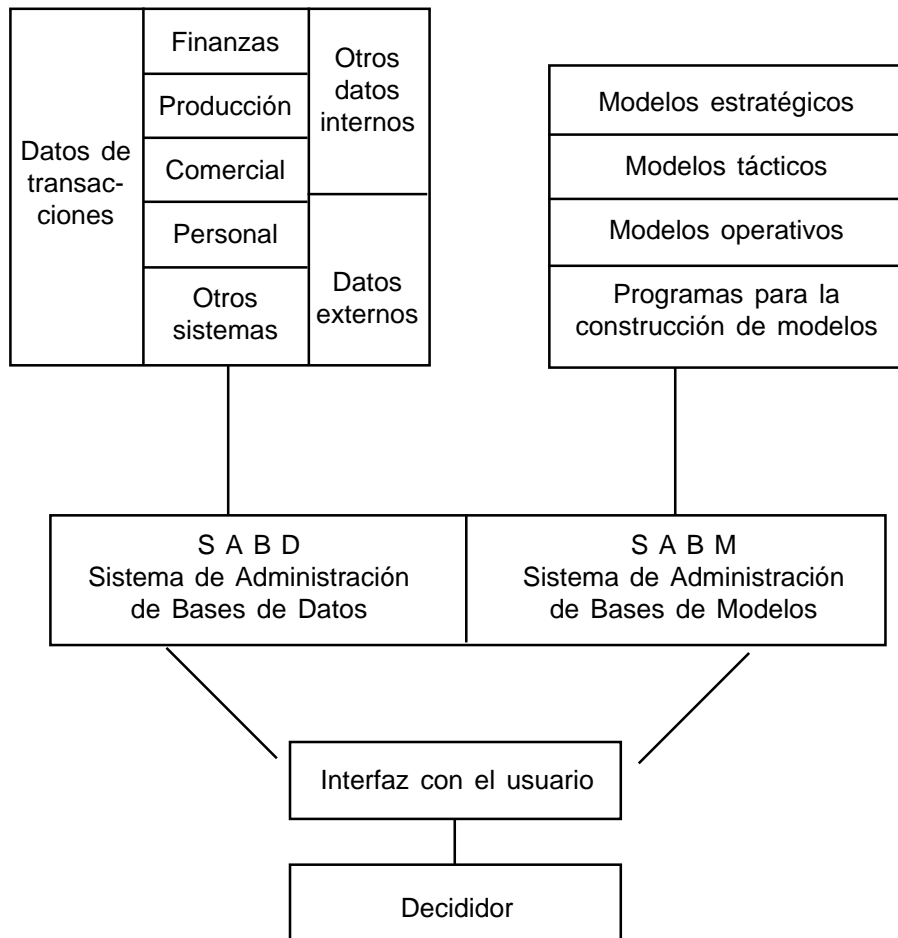 Datos de
transac-
ciones
Finanzas
Producción
Comercial
Personal
Otros
sistemas
Otros
datos
internos
Datos
externos
Modelos estratégicos
Modelos tácticos
Modelos operativos
Programas para la
construcción de modelos
S A B D
Sistema de Administración
de Bases de Datos
S A B M
Sistema de Administración
de Bases de Modelos
Interfaz con el usuario
Decididor